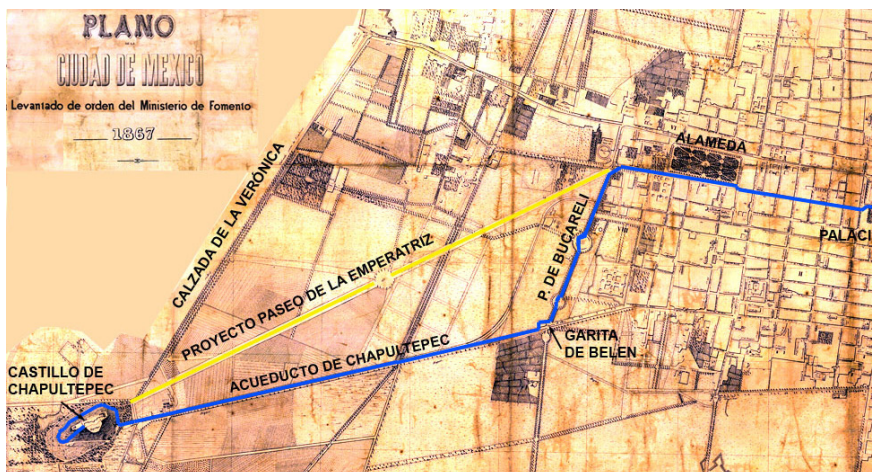 PLANO
CIUDAD DE MEXICO
Levantado de orden del Ministerio de Fomento
1867
CALZADA DE LA VERÓNICA
ALAMEDA
PALACI
P. DE BUCARELI
PROYECTO PASEO DE LA EMPERATRIZ
GARITA
DE BELEN
ACUEDUCTO DE CHAPULTEPEC
CASTILLO DE
CHAPULTEPEC